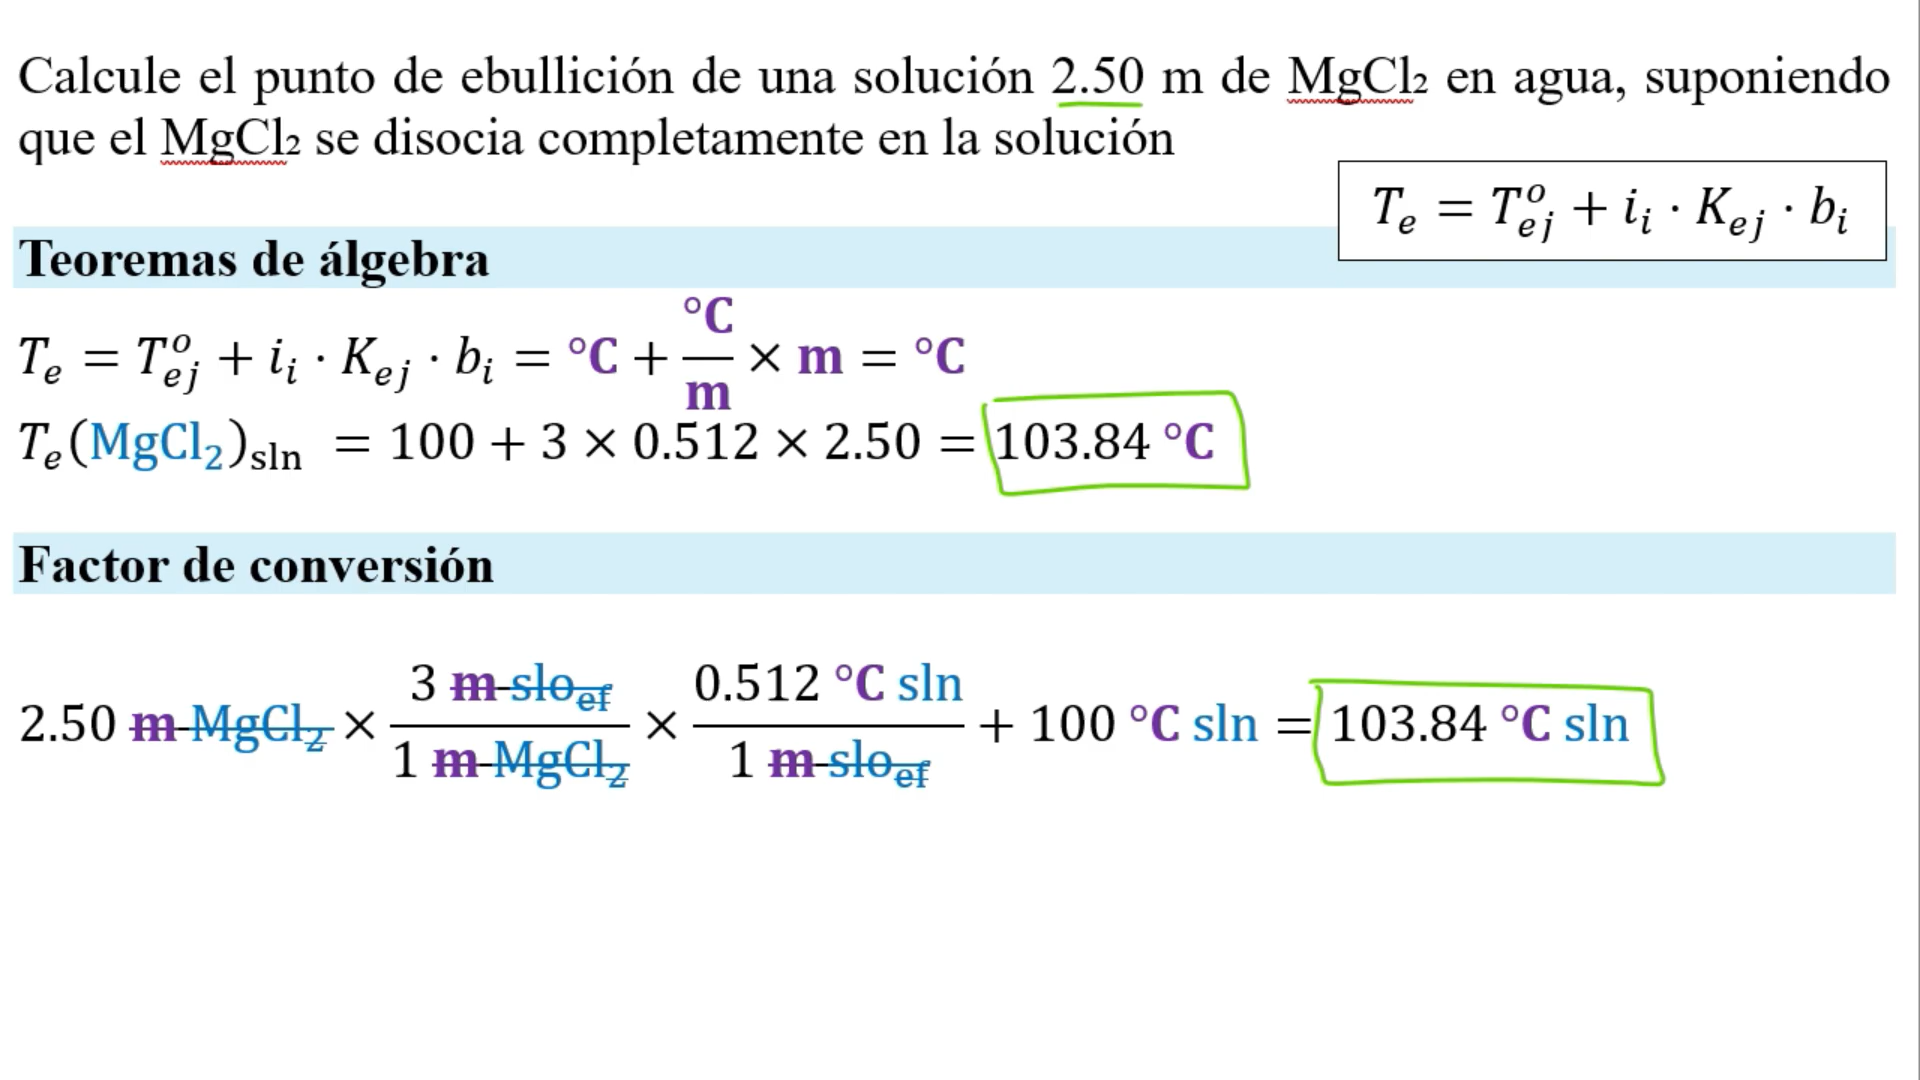 Calcule el punto de ebullición de una solución 2.50 m de MgCl₂ en agua, suponiendo
que el MgCl₂ se disocia completamente en la solución
Tₑ = T°ₑⱼ + iᵢ · Kₑⱼ · bᵢ
Teoremas de álgebra
Tₑ = T°ₑⱼ + iᵢ · Kₑⱼ · bᵢ = °C + °C/m × m = °C
Tₑ(MgCl₂)sln = 100 + 3 × 0.512 × 2.50 = 103.84 °C
Factor de conversión
2.50 m MgCl₂ × 3 m sloef / 1 m MgCl₂ × 0.512 °C sln / 1 m sloef + 100 °C sln = 103.84 °C sln